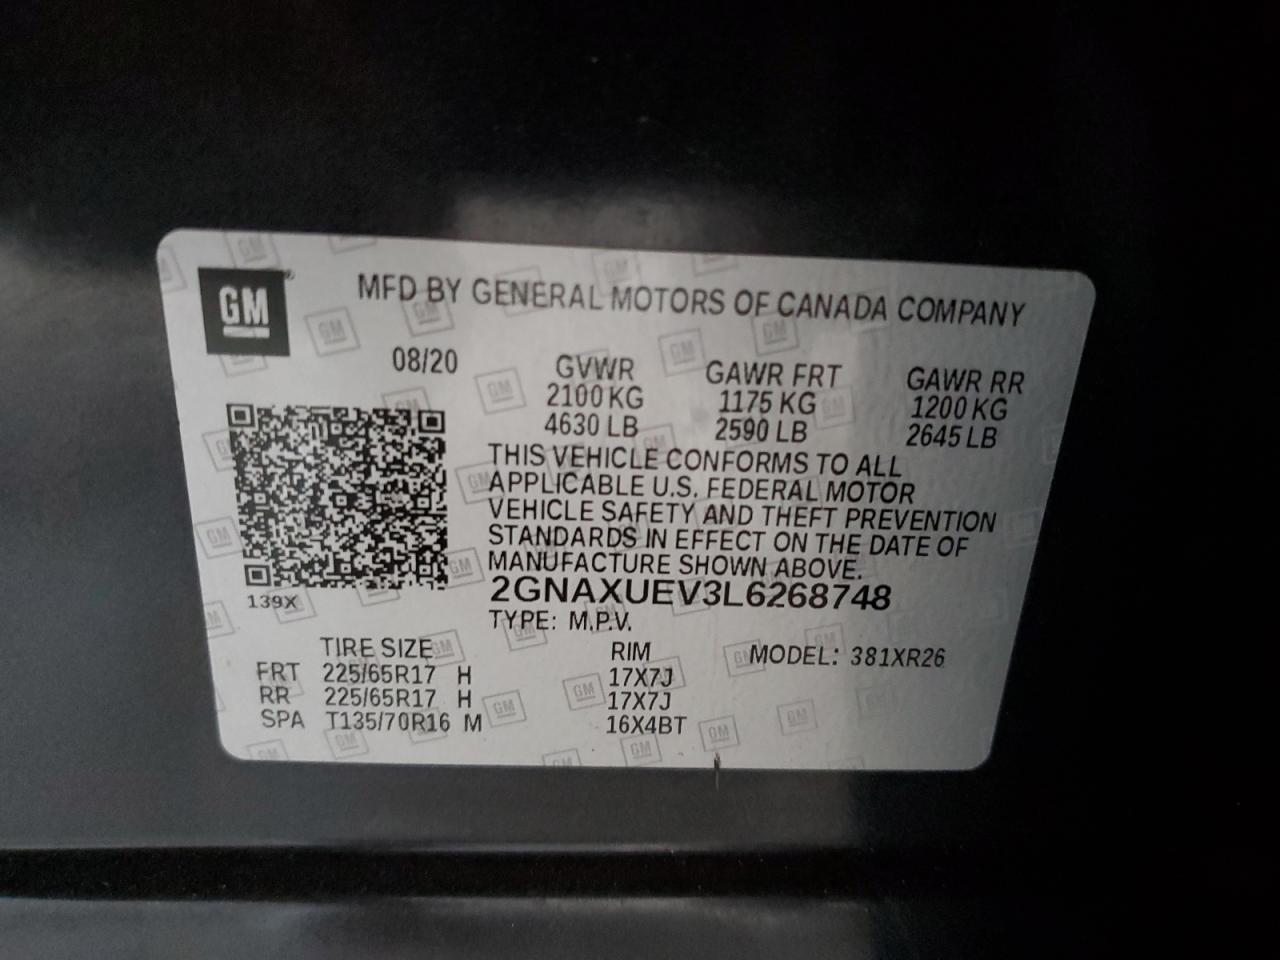 GM
MFD BY GENERAL MOTORS OF CANADA COMPANY
08/20
GVWR GAWR FRT GAWR RR
2100 KG 1175 KG 1200 KG
4630 LB 2590 LB 2645 LB
THIS VEHICLE CONFORMS TO ALL
APPLICABLE U.S. FEDERAL MOTOR
VEHICLE SAFETY AND THEFT PREVENTION
STANDARDS IN EFFECT ON THE DATE OF
MANUFACTURE SHOWN ABOVE.
2GNAXUEV3L6268748
139X
TYPE: M.P.V.
TIRE SIZE RIM MODEL: 381XR26
FRT 225/65R17 H 17X7J
RR 225/65R17 H 17X7J
SPA T135/70R16 M 16X4BT